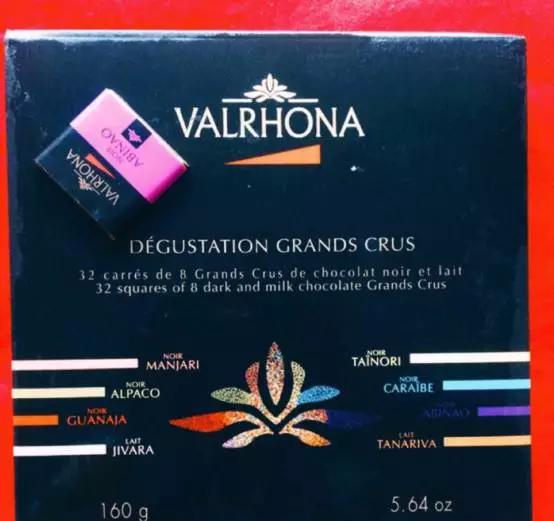 VALRHONA
NOIR
ABINAO
VALRHONA
DÉGUSTATION GRANDS CRUS
32 carrés de 8 Grands Crus de chocolat noir et lait
32 squares of 8 dark and milk chocolate Grands Crus
NOIR
MANJARI
NOIR
ALPACO
NOIR
GUANAJA
LAIT
JIVARA
NOIR
TAÏNORI
NOIR
CARAÏBE
NOIR
ABINAO
LAIT
TANARIVA
160 g
5.64 oz